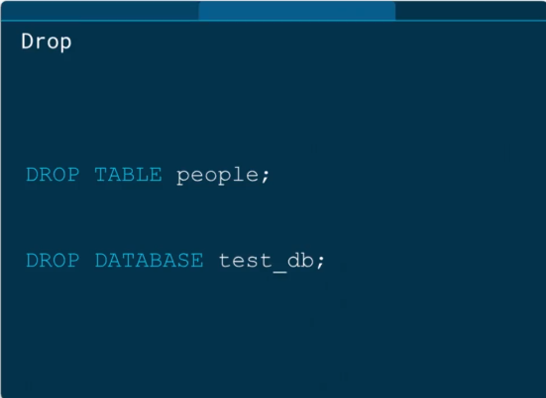 Drop
DROP TABLE people;
DROP DATABASE test_db;